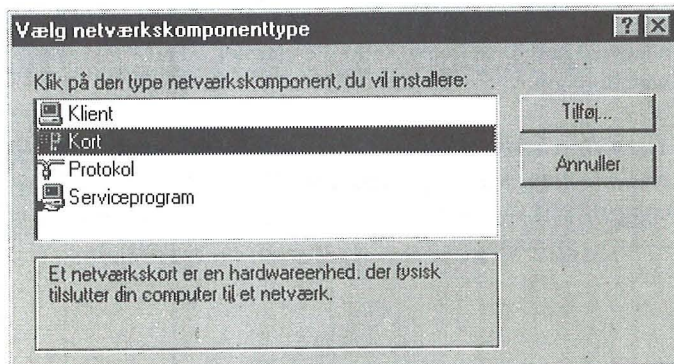 Vælg netværkskomponenttype
Klik på den type netværkskomponent, du vil installere:
Klient
Kort
Protokol
Serviceprogram
Tilføj...
Annuller
Et netværkskort er en hardwareenhed. der fysisk
tilslutter din computer til et netværk.